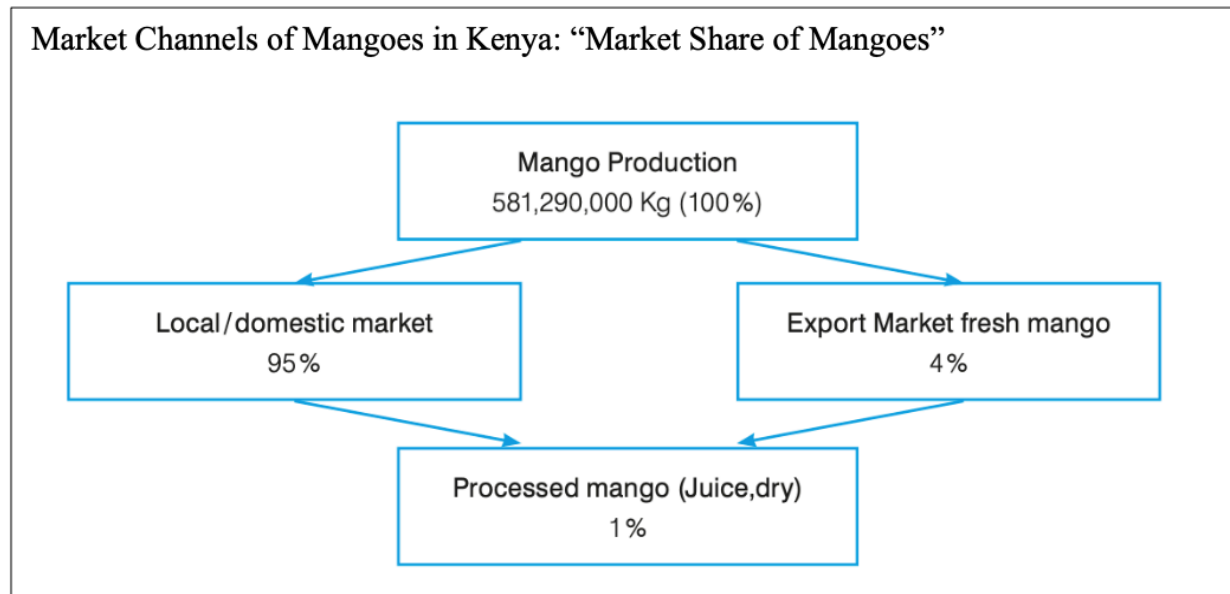 Market Channels of Mangoes in Kenya: “Market Share of Mangoes”
Mango Production
581,290,000 Kg (100%)
Local/domestic market
95%
Export Market fresh mango
4%
Processed mango (Juice,dry)
1%